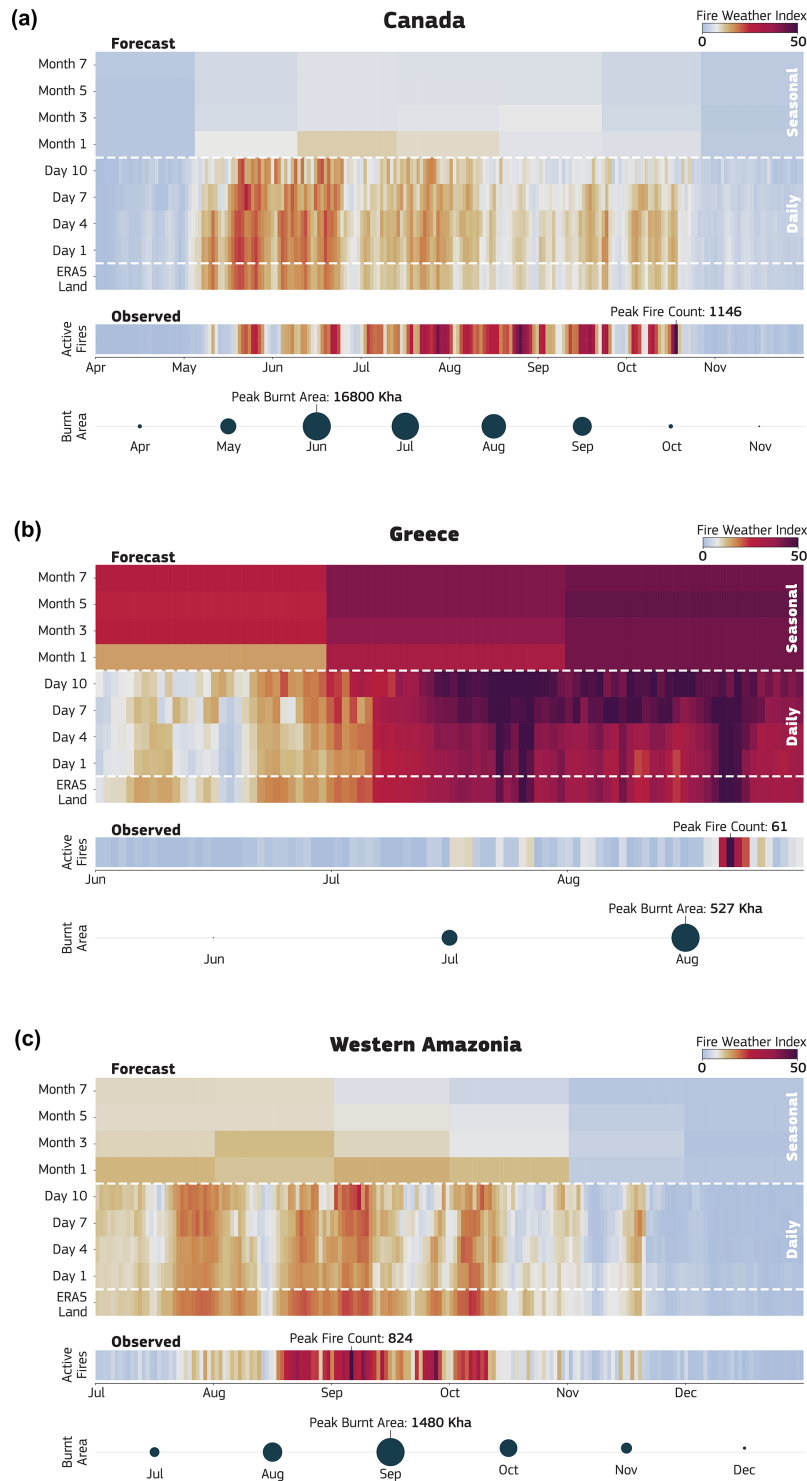 (a)
Canada
Fire Weather Index
0 50
Forecast
Month 7
Month 5
Month 3
Month 1
Seasonal
Day 10
Day 7
Day 4
Day 1
Daily
ERA5
Land
Observed
Peak Fire Count: 1146
Active
Fires
Apr May Jun Jul Aug Sep Oct Nov
Peak Burnt Area: 16800 Kha
Burnt
Area
Apr May Jun Jul Aug Sep Oct Nov
(b)
Greece
Fire Weather Index
0 50
Forecast
Month 7
Month 5
Month 3
Month 1
Seasonal
Day 10
Day 7
Day 4
Day 1
Daily
ERA5
Land
Observed
Peak Fire Count: 61
Active
Fires
Jun Jul Aug
Peak Burnt Area: 527 Kha
Burnt
Area
Jun Jul Aug
(c)
Western Amazonia
Fire Weather Index
0 50
Forecast
Month 7
Month 5
Month 3
Month 1
Seasonal
Day 10
Day 7
Day 4
Day 1
Daily
ERA5
Land
Observed
Peak Fire Count: 824
Active
Fires
Jul Aug Sep Oct Nov Dec
Peak Burnt Area: 1480 Kha
Burnt
Area
Jul Aug Sep Oct Nov Dec